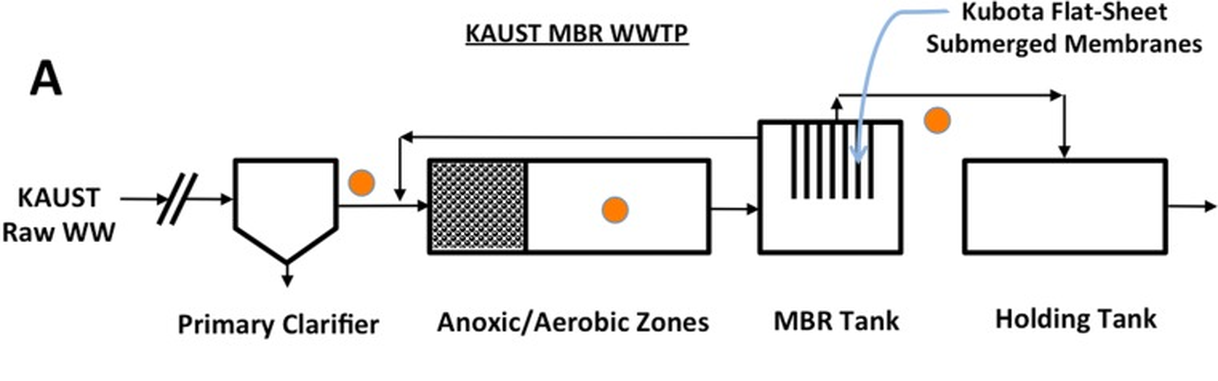 KAUST MBR WWTP
Kubota Flat-Sheet
Submerged Membranes
A
KAUST
Raw WW
Primary Clarifier
Anoxic/Aerobic Zones
MBR Tank
Holding Tank